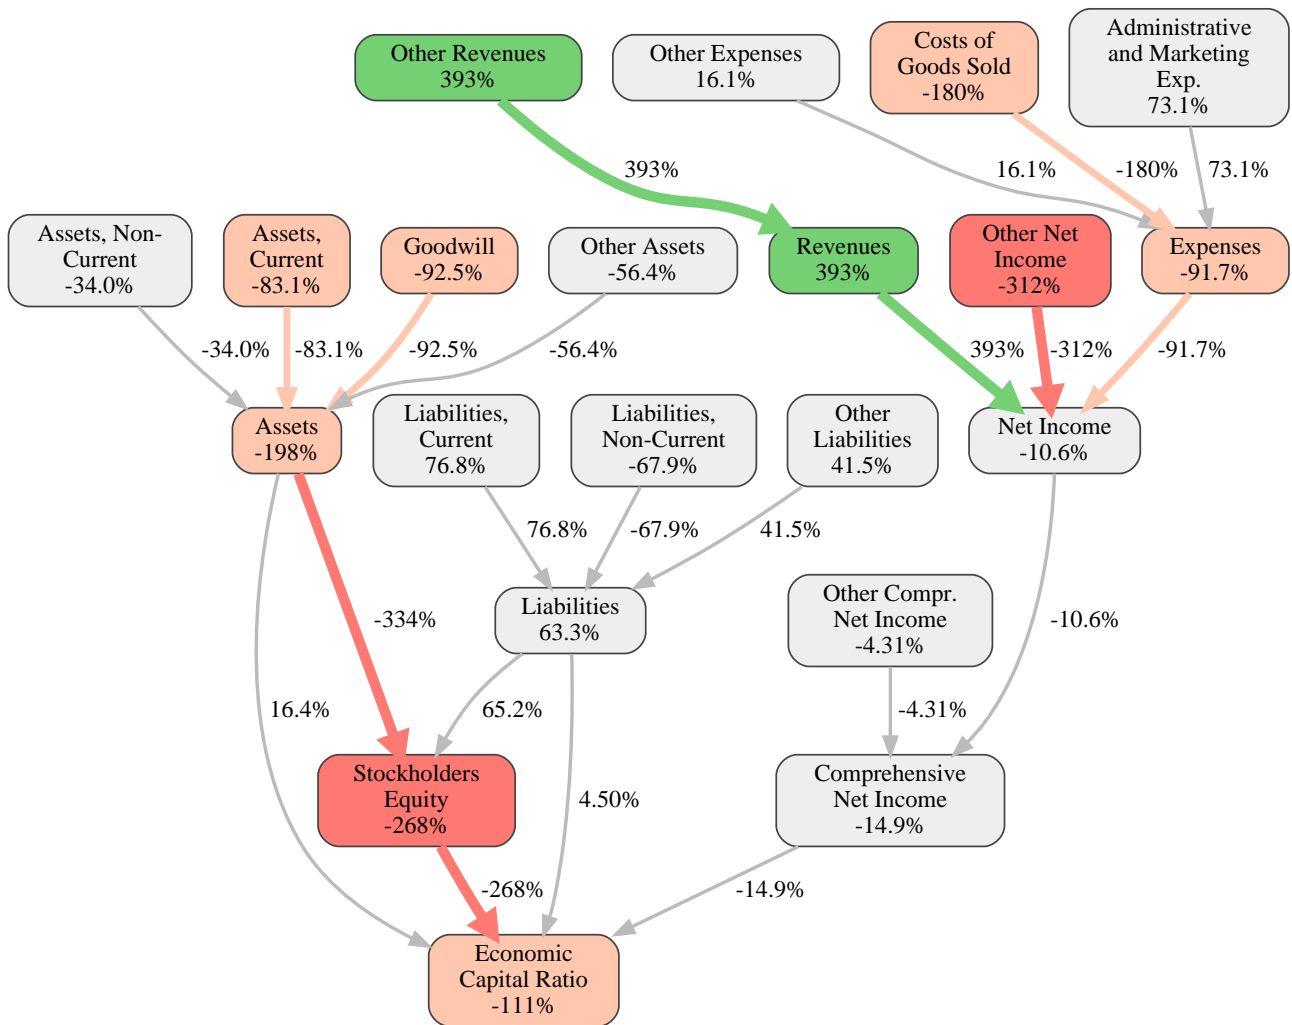 Other Revenues
393%
Other Expenses
16.1%
Costs of
Goods Sold
-180%
Administrative
and Marketing
Exp.
73.1%
393%
16.1%
-180%
73.1%
Assets, Non-
Current
-34.0%
Assets,
Current
-83.1%
Goodwill
-92.5%
Other Assets
-56.4%
Revenues
393%
Other Net
Income
-312%
Expenses
-91.7%
-34.0%
-83.1%
-92.5%
-56.4%
393%
-312%
-91.7%
Assets
-198%
Liabilities,
Current
76.8%
Liabilities,
Non-Current
-67.9%
Other
Liabilities
41.5%
Net Income
-10.6%
76.8%
-67.9%
41.5%
Liabilities
63.3%
Other Compr.
Net Income
-4.31%
-334%
-10.6%
16.4%
65.2%
-4.31%
Stockholders
Equity
-268%
4.50%
Comprehensive
Net Income
-14.9%
-268%
-14.9%
Economic
Capital Ratio
-111%